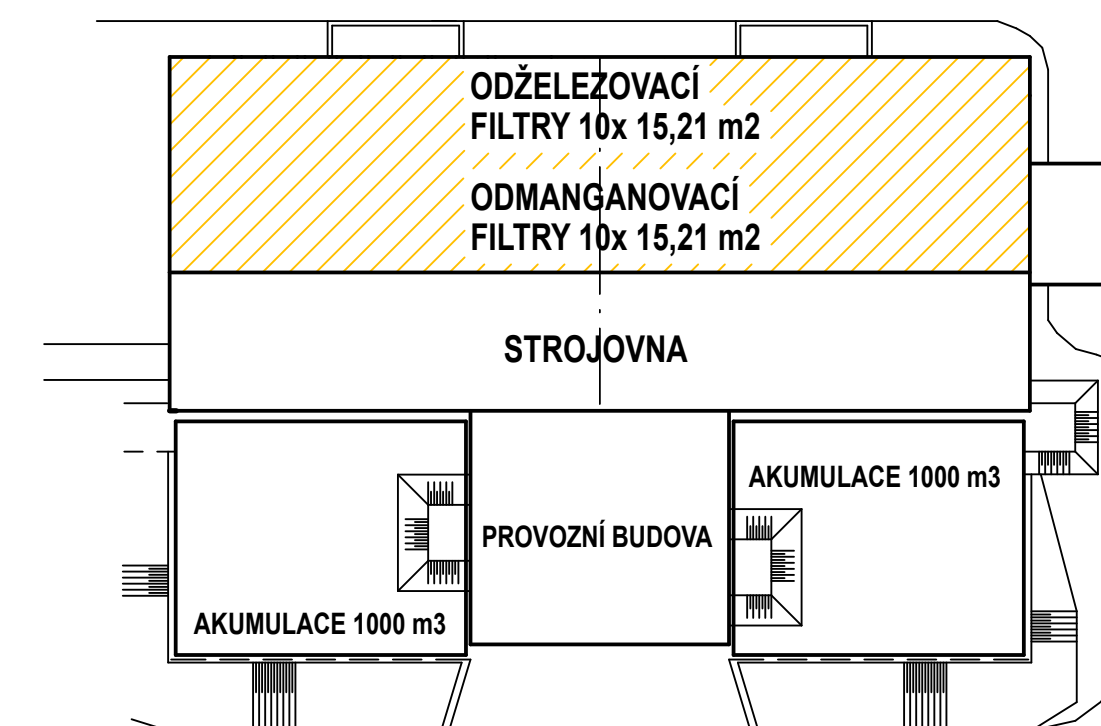 ODŽELEZOVACÍ
FILTRY 10x 15,21 m2
ODMANGANOVACÍ
FILTRY 10x 15,21 m2
STROJOVNA
AKUMULACE 1000 m3
PROVOZNÍ BUDOVA
AKUMULACE 1000 m3